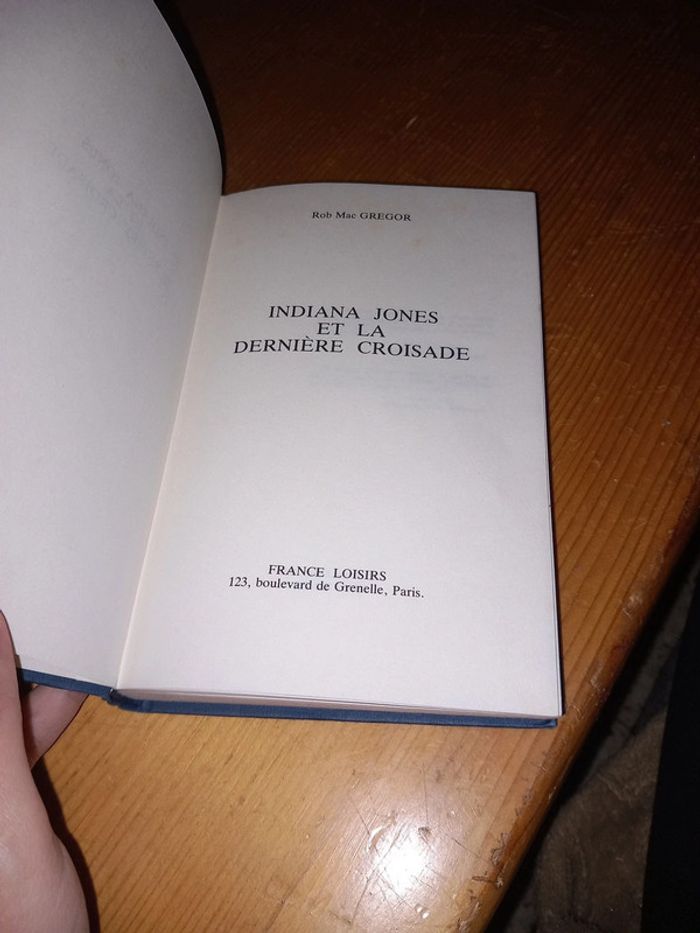 Rob Mac GREGOR
INDIANA JONES
ET LA
DERNIÈRE CROISADE
FRANCE LOISIRS
123, boulevard de Grenelle, Paris.